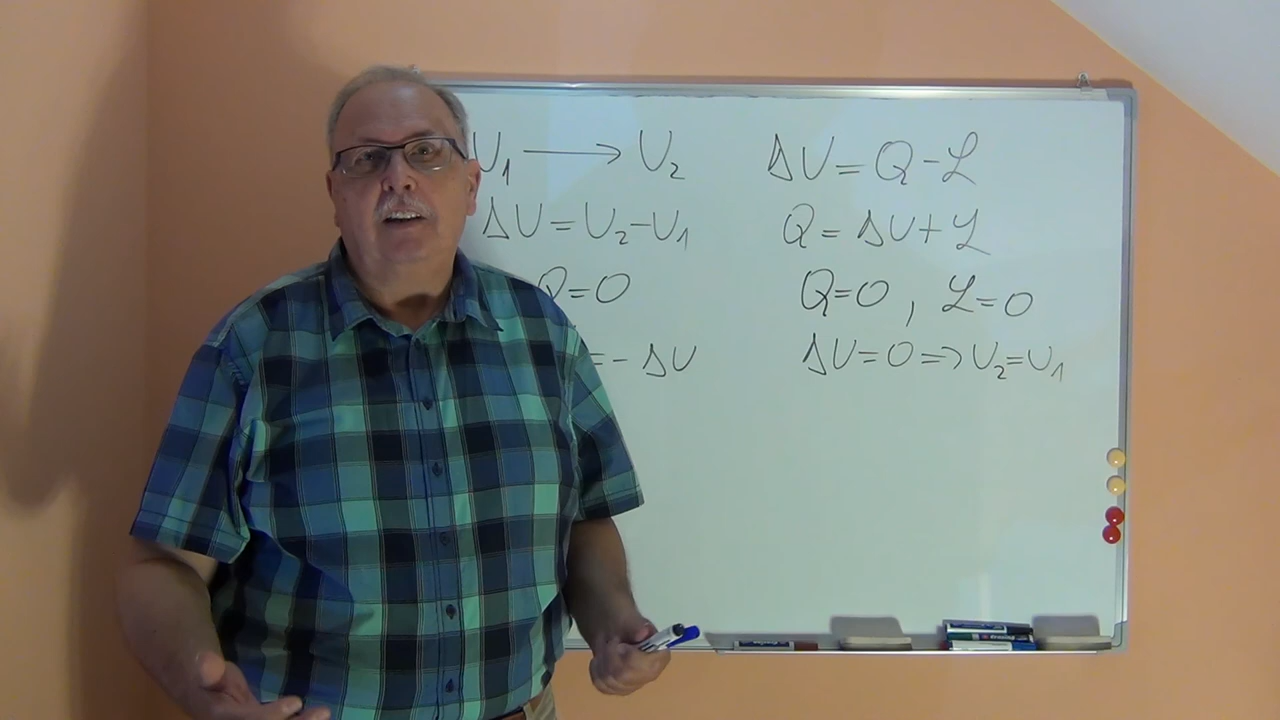 U₁ ⟶ U₂
ΔU = U₂-U₁
Q=0
= - ΔU
ΔU = Q - ℒ
Q = ΔU + ℒ
Q=0 , ℒ=0
ΔU=0 => U₂=U₁